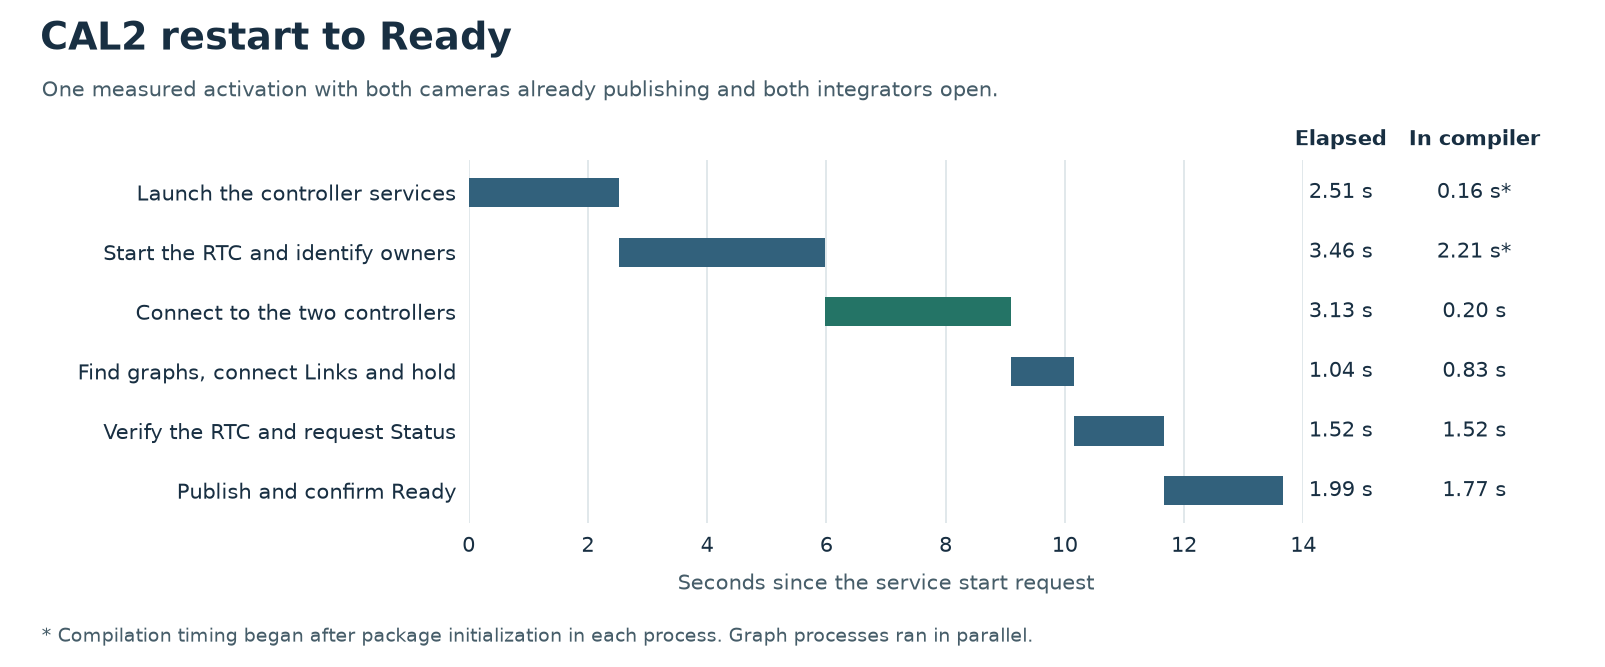 CAL2 restart to Ready
One measured activation with both cameras already publishing and both integrators open.
Elapsed In compiler
Launch the controller services 2.51 s 0.16 s*
Start the RTC and identify owners 3.46 s 2.21 s*
Connect to the two controllers 3.13 s 0.20 s
Find graphs, connect Links and hold 1.04 s 0.83 s
Verify the RTC and request Status 1.52 s 1.52 s
Publish and confirm Ready 1.99 s 1.77 s
0 2 4 6 8 10 12 14
Seconds since the service start request
* Compilation timing began after package initialization in each process. Graph processes ran in parallel.